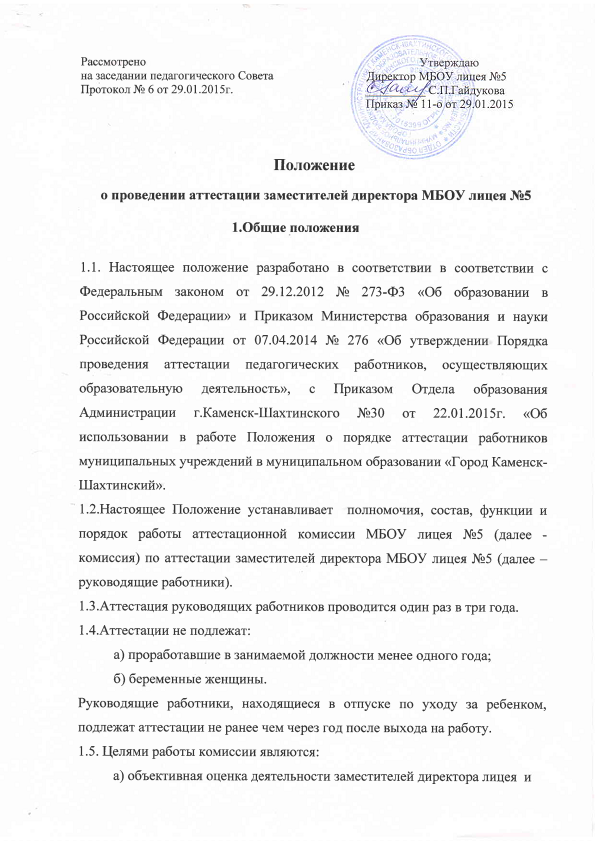 Рассмотрено
на заседании педагогического Совета
Протокол № 6 от 29.01.2015г.
Утверждаю
Директор МБОУ лицея №5
С.П.Гайдукова
Приказ № 11-о от 29.01.2015
Положение
о проведении аттестации заместителей директора МБОУ лицея №5
1.Общие положения
1.1. Настоящее положение разработано в соответствии в соответствии с
Федеральным законом от 29.12.2012 № 273-ФЗ «Об образовании в
Российской Федерации» и Приказом Министерства образования и науки
Российской Федерации от 07.04.2014 № 276 «Об утверждении Порядка
проведения аттестации педагогических работников, осуществляющих
образовательную деятельность», с Приказом Отдела образования
Администрации г.Каменск-Шахтинского №30 от 22.01.2015г. «Об
использовании в работе Положения о порядке аттестации работников
муниципальных учреждений в муниципальном образовании «Город Каменск-
Шахтинский».
1.2.Настоящее Положение устанавливает полномочия, состав, функции и
порядок работы аттестационной комиссии МБОУ лицея №5 (далее -
комиссия) по аттестации заместителей директора МБОУ лицея №5 (далее –
руководящие работники).
1.3.Аттестация руководящих работников проводится один раз в три года.
1.4.Аттестации не подлежат:
а) проработавшие в занимаемой должности менее одного года;
б) беременные женщины.
Руководящие работники, находящиеся в отпуске по уходу за ребенком,
подлежат аттестации не ранее чем через год после выхода на работу.
1.5. Целями работы комиссии являются:
а) объективная оценка деятельности заместителей директора лицея и